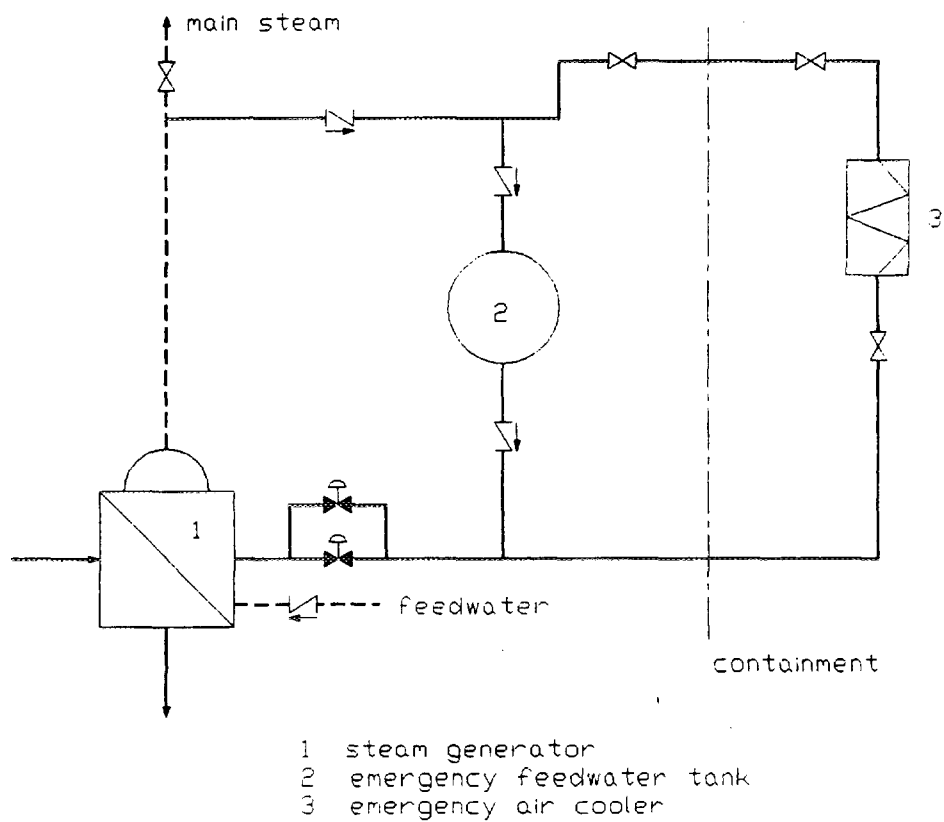 main steam
3
2
1
feedwater
containment
1 steam generator
2 emergency feedwater tank
3 emergency air cooler